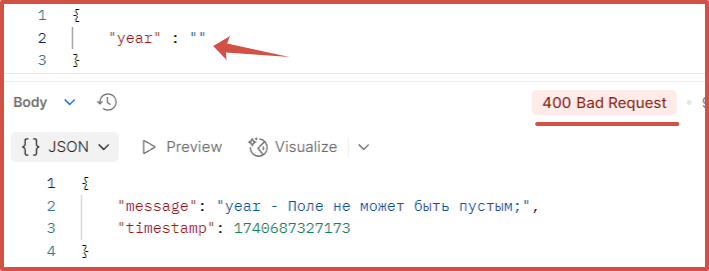 1 {
2 "year" : ""
3 }
Body 400 Bad Request
{} JSON Preview Visualize
1 {
2 "message": "year - Поле не может быть пустым;",
3 "timestamp": 1740687327173
4 }